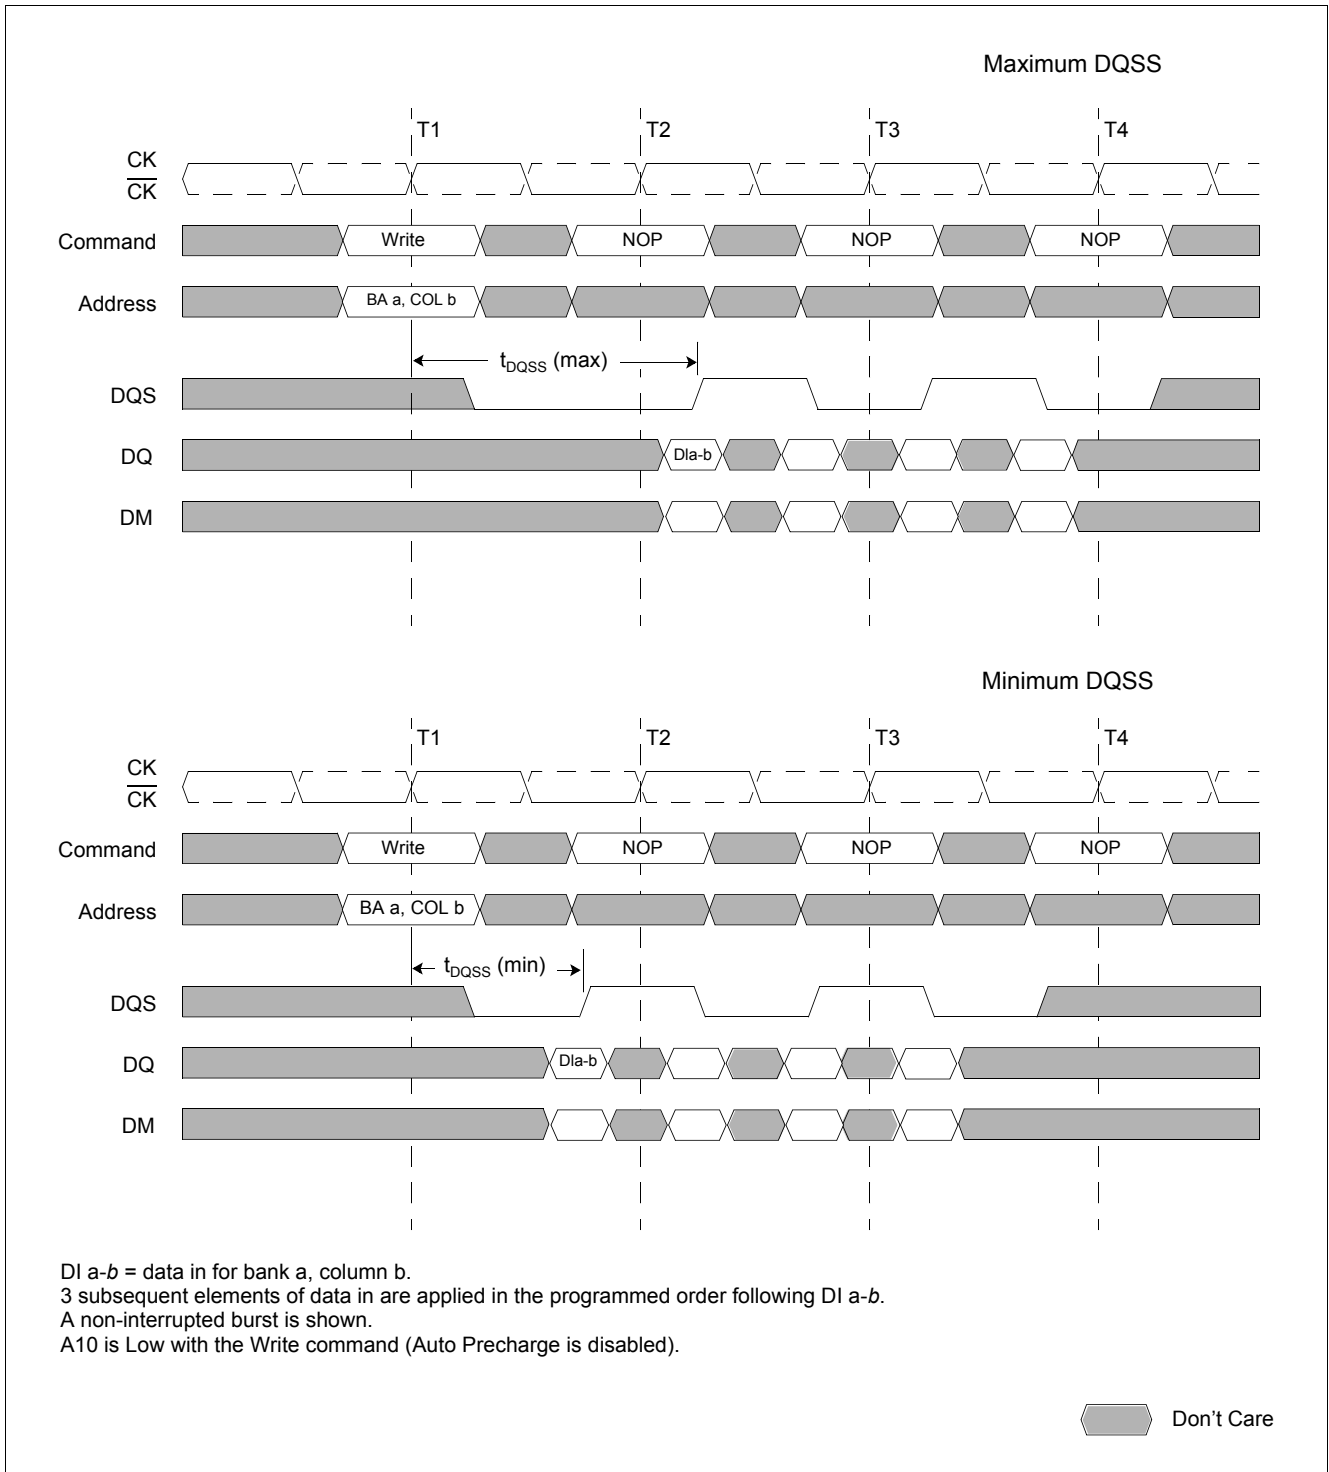 Maximum DQSS
T1 T2 T3 T4
CK
CK
Command Write NOP NOP NOP
Address BA a, COL b
tDQSS (max)
DQS
DQ DIa-b
DM
Minimum DQSS
T1 T2 T3 T4
CK
CK
Command Write NOP NOP NOP
Address BA a, COL b
tDQSS (min)
DQS
DQ DIa-b
DM
DI a-b = data in for bank a, column b.
3 subsequent elements of data in are applied in the programmed order following DI a-b.
A non-interrupted burst is shown.
A10 is Low with the Write command (Auto Precharge is disabled).
Don't Care